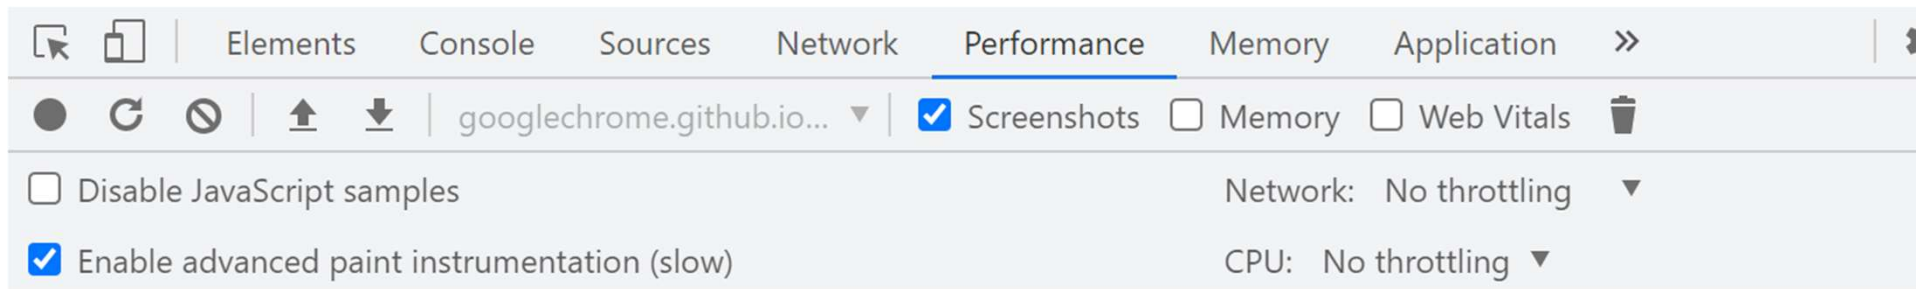 Elements Console Sources Network Performance Memory Application
googlechrome.github.io... Screenshots Memory Web Vitals
Disable JavaScript samples Network: No throttling
Enable advanced paint instrumentation (slow) CPU: No throttling